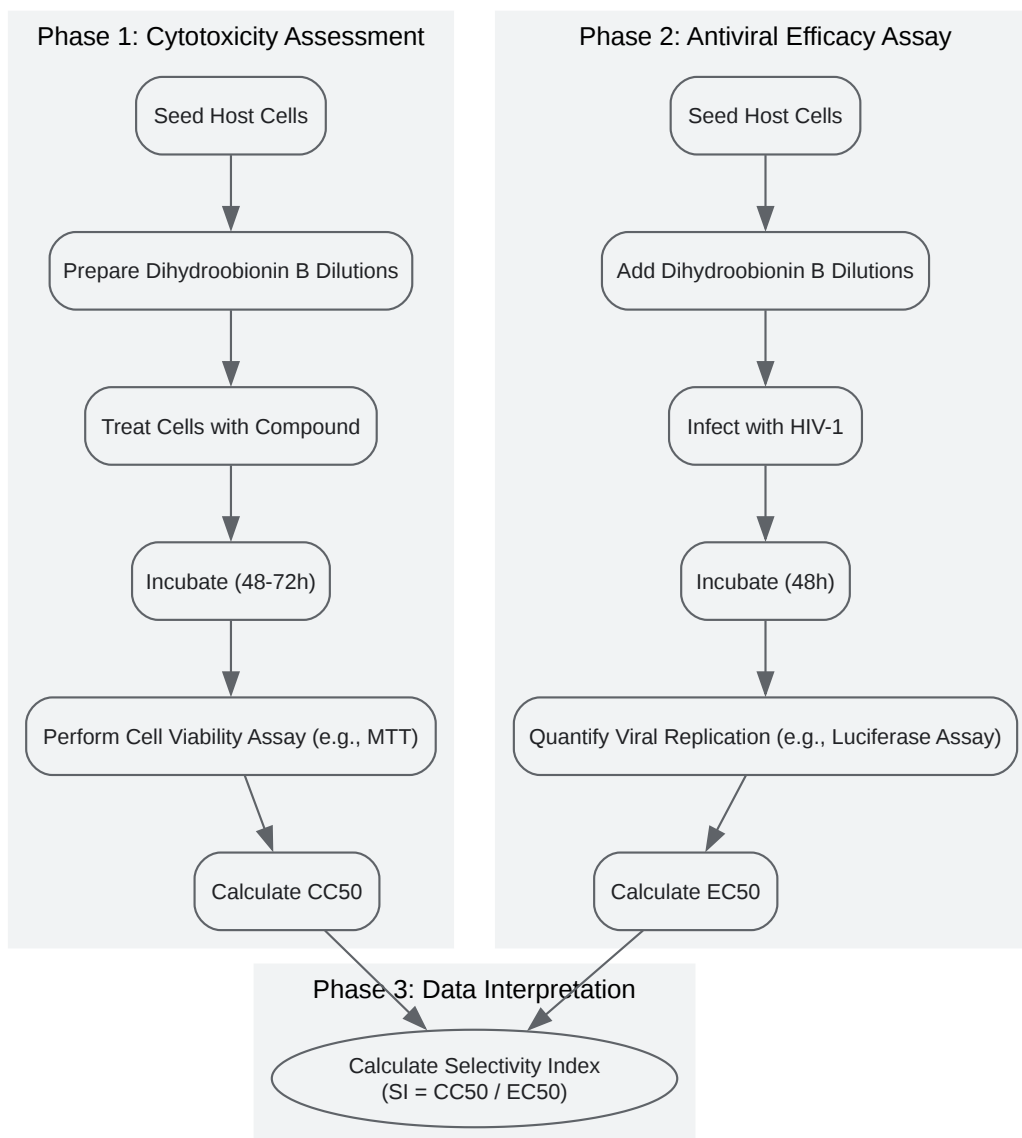 Phase 1: Cytotoxicity Assessment
Seed Host Cells
Prepare Dihydroobionin B Dilutions
Treat Cells with Compound
Incubate (48-72h)
Perform Cell Viability Assay (e.g., MTT)
Calculate CC50
Phase 2: Antiviral Efficacy Assay
Seed Host Cells
Add Dihydroobionin B Dilutions
Infect with HIV-1
Incubate (48h)
Quantify Viral Replication (e.g., Luciferase Assay)
Calculate EC50
Phase 3: Data Interpretation
Calculate Selectivity Index
(SI = CC50 / EC50)